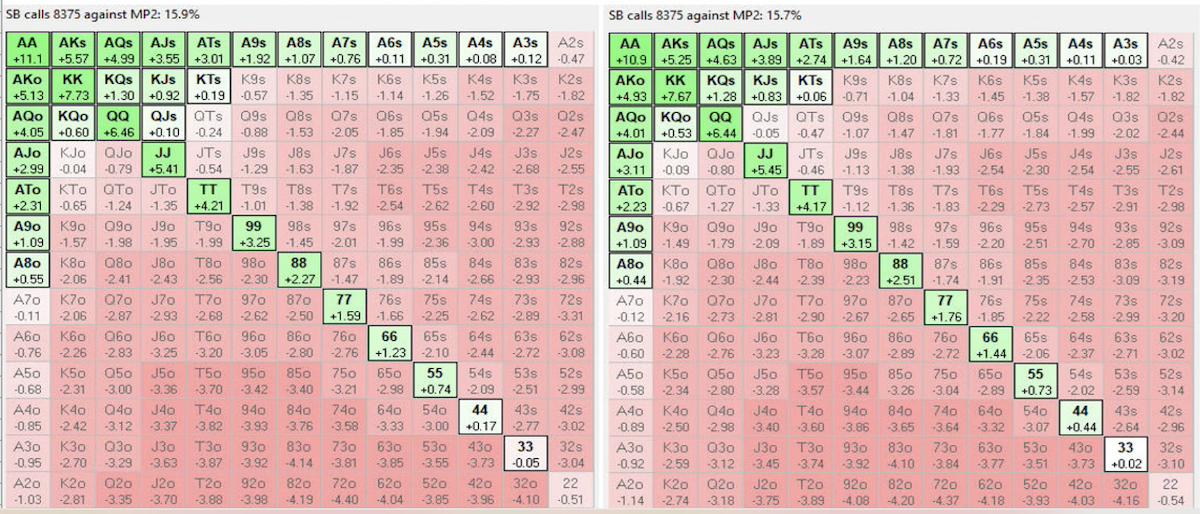 SB calls 8375 against MP2: 15.9%
AA AKs AQs AJs ATs A9s A8s A7s A6s A5s A4s A3s A2s
+11.1 +5.57 +4.99 +3.55 +3.01 +1.92 +1.07 +0.76 +0.11 +0.31 +0.08 +0.12 -0.47
AKo KK KQs KJs KTs K9s K8s K7s K6s K5s K4s K3s K2s
+5.13 +7.73 +1.30 +0.92 +0.19 -0.57 -1.35 -1.15 -1.14 -1.26 -1.52 -1.75 -1.82
AQo KQo QQ QJs QTs Q9s Q8s Q7s Q6s Q5s Q4s Q3s Q2s
+4.05 +0.60 +6.46 +0.10 -0.24 -0.88 -1.53 -2.05 -1.85 -1.94 -2.09 -2.27 -2.47
AJo KJo QJo JJ JTs J9s J8s J7s J6s J5s J4s J3s J2s
+2.99 -0.04 -0.79 +5.41 -0.54 -1.29 -1.63 -1.87 -2.35 -2.38 -2.42 -2.68 -2.55
ATo KTo QTo JTo TT T9s T8s T7s T6s T5s T4s T3s T2s
+2.31 -0.65 -1.24 -1.35 +4.21 -1.01 -1.38 -1.92 -2.54 -2.62 -2.60 -2.92 -2.98
A9o K9o Q9o J9o T9o 99 98s 97s 96s 95s 94s 93s 92s
+1.09 -1.57 -1.98 -1.95 -1.99 +3.25 -1.45 -2.01 -1.99 -2.36 -3.00 -2.93 -2.88
A8o K8o Q8o J8o T8o 98o 88 87s 86s 85s 84s 83s 82s
+0.55 -2.06 -2.41 -2.43 -2.56 -2.30 +2.27 -1.47 -1.89 -2.14 -2.66 -2.93 -2.96
A7o K7o Q7o J7o T7o 97o 87o 77 76s 75s 74s 73s 72s
-0.11 -2.06 -2.87 -2.93 -2.68 -2.62 -2.50 +1.59 -1.66 -2.25 -2.62 -2.89 -3.31
A6o K6o Q6o J6o T6o 96o 86o 76o 66 65s 64s 63s 62s
-0.76 -2.26 -2.83 -3.25 -3.20 -3.05 -2.80 -2.76 +1.23 -2.10 -2.44 -2.72 -3.08
A5o K5o Q5o J5o T5o 95o 85o 75o 65o 55 54s 53s 52s
-0.68 -2.31 -3.00 -3.36 -3.70 -3.42 -3.40 -3.21 -2.98 +0.74 -2.09 -2.51 -2.99
A4o K4o Q4o J4o T4o 94o 84o 74o 64o 54o 44 43s 42s
-0.85 -2.42 -3.12 -3.37 -3.82 -3.93 -3.76 -3.58 -3.33 -3.00 +0.17 -2.77 -3.02
A3o K3o Q3o J3o T3o 93o 83o 73o 63o 53o 43o 33 32s
-0.95 -2.70 -3.29 -3.63 -3.87 -3.92 -4.14 -3.81 -3.85 -3.55 -3.73 -0.05 -3.04
A2o K2o Q2o J2o T2o 92o 82o 72o 62o 52o 42o 32o 22
-1.03 -2.81 -3.35 -3.70 -3.88 -3.98 -4.19 -4.40 -4.04 -3.85 -3.96 -4.10 -0.51
SB calls 8375 against MP2: 15.7%
AA AKs AQs AJs ATs A9s A8s A7s A6s A5s A4s A3s A2s
+10.9 +5.25 +4.63 +3.89 +2.74 +1.64 +1.20 +0.72 +0.19 +0.31 +0.11 +0.03 -0.42
AKo KK KQs KJs KTs K9s K8s K7s K6s K5s K4s K3s K2s
+4.93 +7.67 +1.28 +0.83 +0.06 -0.71 -1.04 -1.33 -1.45 -1.38 -1.57 -1.82 -1.82
AQo KQo QQ QJs QTs Q9s Q8s Q7s Q6s Q5s Q4s Q3s Q2s
+4.01 +0.53 +6.44 -0.05 -0.47 -1.07 -1.47 -1.81 -1.77 -1.84 -1.99 -2.02 -2.44
AJo KJo QJo JJ JTs J9s J8s J7s J6s J5s J4s J3s J2s
+3.11 -0.09 -0.80 +5.45 -0.46 -1.13 -1.38 -1.93 -2.54 -2.30 -2.54 -2.55 -2.61
ATo KTo QTo JTo TT T9s T8s T7s T6s T5s T4s T3s T2s
+2.23 -0.67 -1.27 -1.33 +4.17 -1.12 -1.36 -1.83 -2.29 -2.73 -2.57 -2.91 -2.98
A9o K9o Q9o J9o T9o 99 98s 97s 96s 95s 94s 93s 92s
+1.09 -1.49 -1.79 -2.09 -1.89 +3.15 -1.42 -1.59 -2.20 -2.51 -2.70 -2.85 -3.09
A8o K8o Q8o J8o T8o 98o 88 87s 86s 85s 84s 83s 82s
+0.44 -1.92 -2.30 -2.44 -2.39 -2.23 +2.51 -1.74 -1.91 -2.35 -2.53 -3.09 -3.19
A7o K7o Q7o J7o T7o 97o 87o 77 76s 75s 74s 73s 72s
-0.12 -2.16 -2.73 -2.81 -2.90 -2.67 -2.65 +1.76 -1.85 -2.22 -2.58 -2.99 -3.20
A6o K6o Q6o J6o T6o 96o 86o 76o 66 65s 64s 63s 62s
-0.60 -2.28 -2.76 -3.23 -3.28 -3.07 -2.89 -2.72 +1.44 -2.06 -2.37 -2.71 -3.02
A5o K5o Q5o J5o T5o 95o 85o 75o 65o 55 54s 53s 52s
-0.58 -2.34 -2.80 -3.28 -3.57 -3.44 -3.26 -3.04 -2.89 +0.73 -2.02 -2.59 -3.14
A4o K4o Q4o J4o T4o 94o 84o 74o 64o 54o 44 43s 42s
-0.89 -2.50 -2.98 -3.40 -3.60 -3.86 -3.65 -3.64 -3.32 -3.07 +0.44 -2.64 -2.96
A3o K3o Q3o J3o T3o 93o 83o 73o 63o 53o 43o 33 32s
-0.92 -2.59 -3.12 -3.45 -3.74 -3.92 -4.10 -3.84 -3.77 -3.51 -3.73 +0.02 -3.10
A2o K2o Q2o J2o T2o 92o 82o 72o 62o 52o 42o 32o 22
-1.14 -2.74 -3.18 -3.75 -3.89 -4.08 -4.20 -4.37 -4.18 -3.93 -4.03 -4.16 -0.54